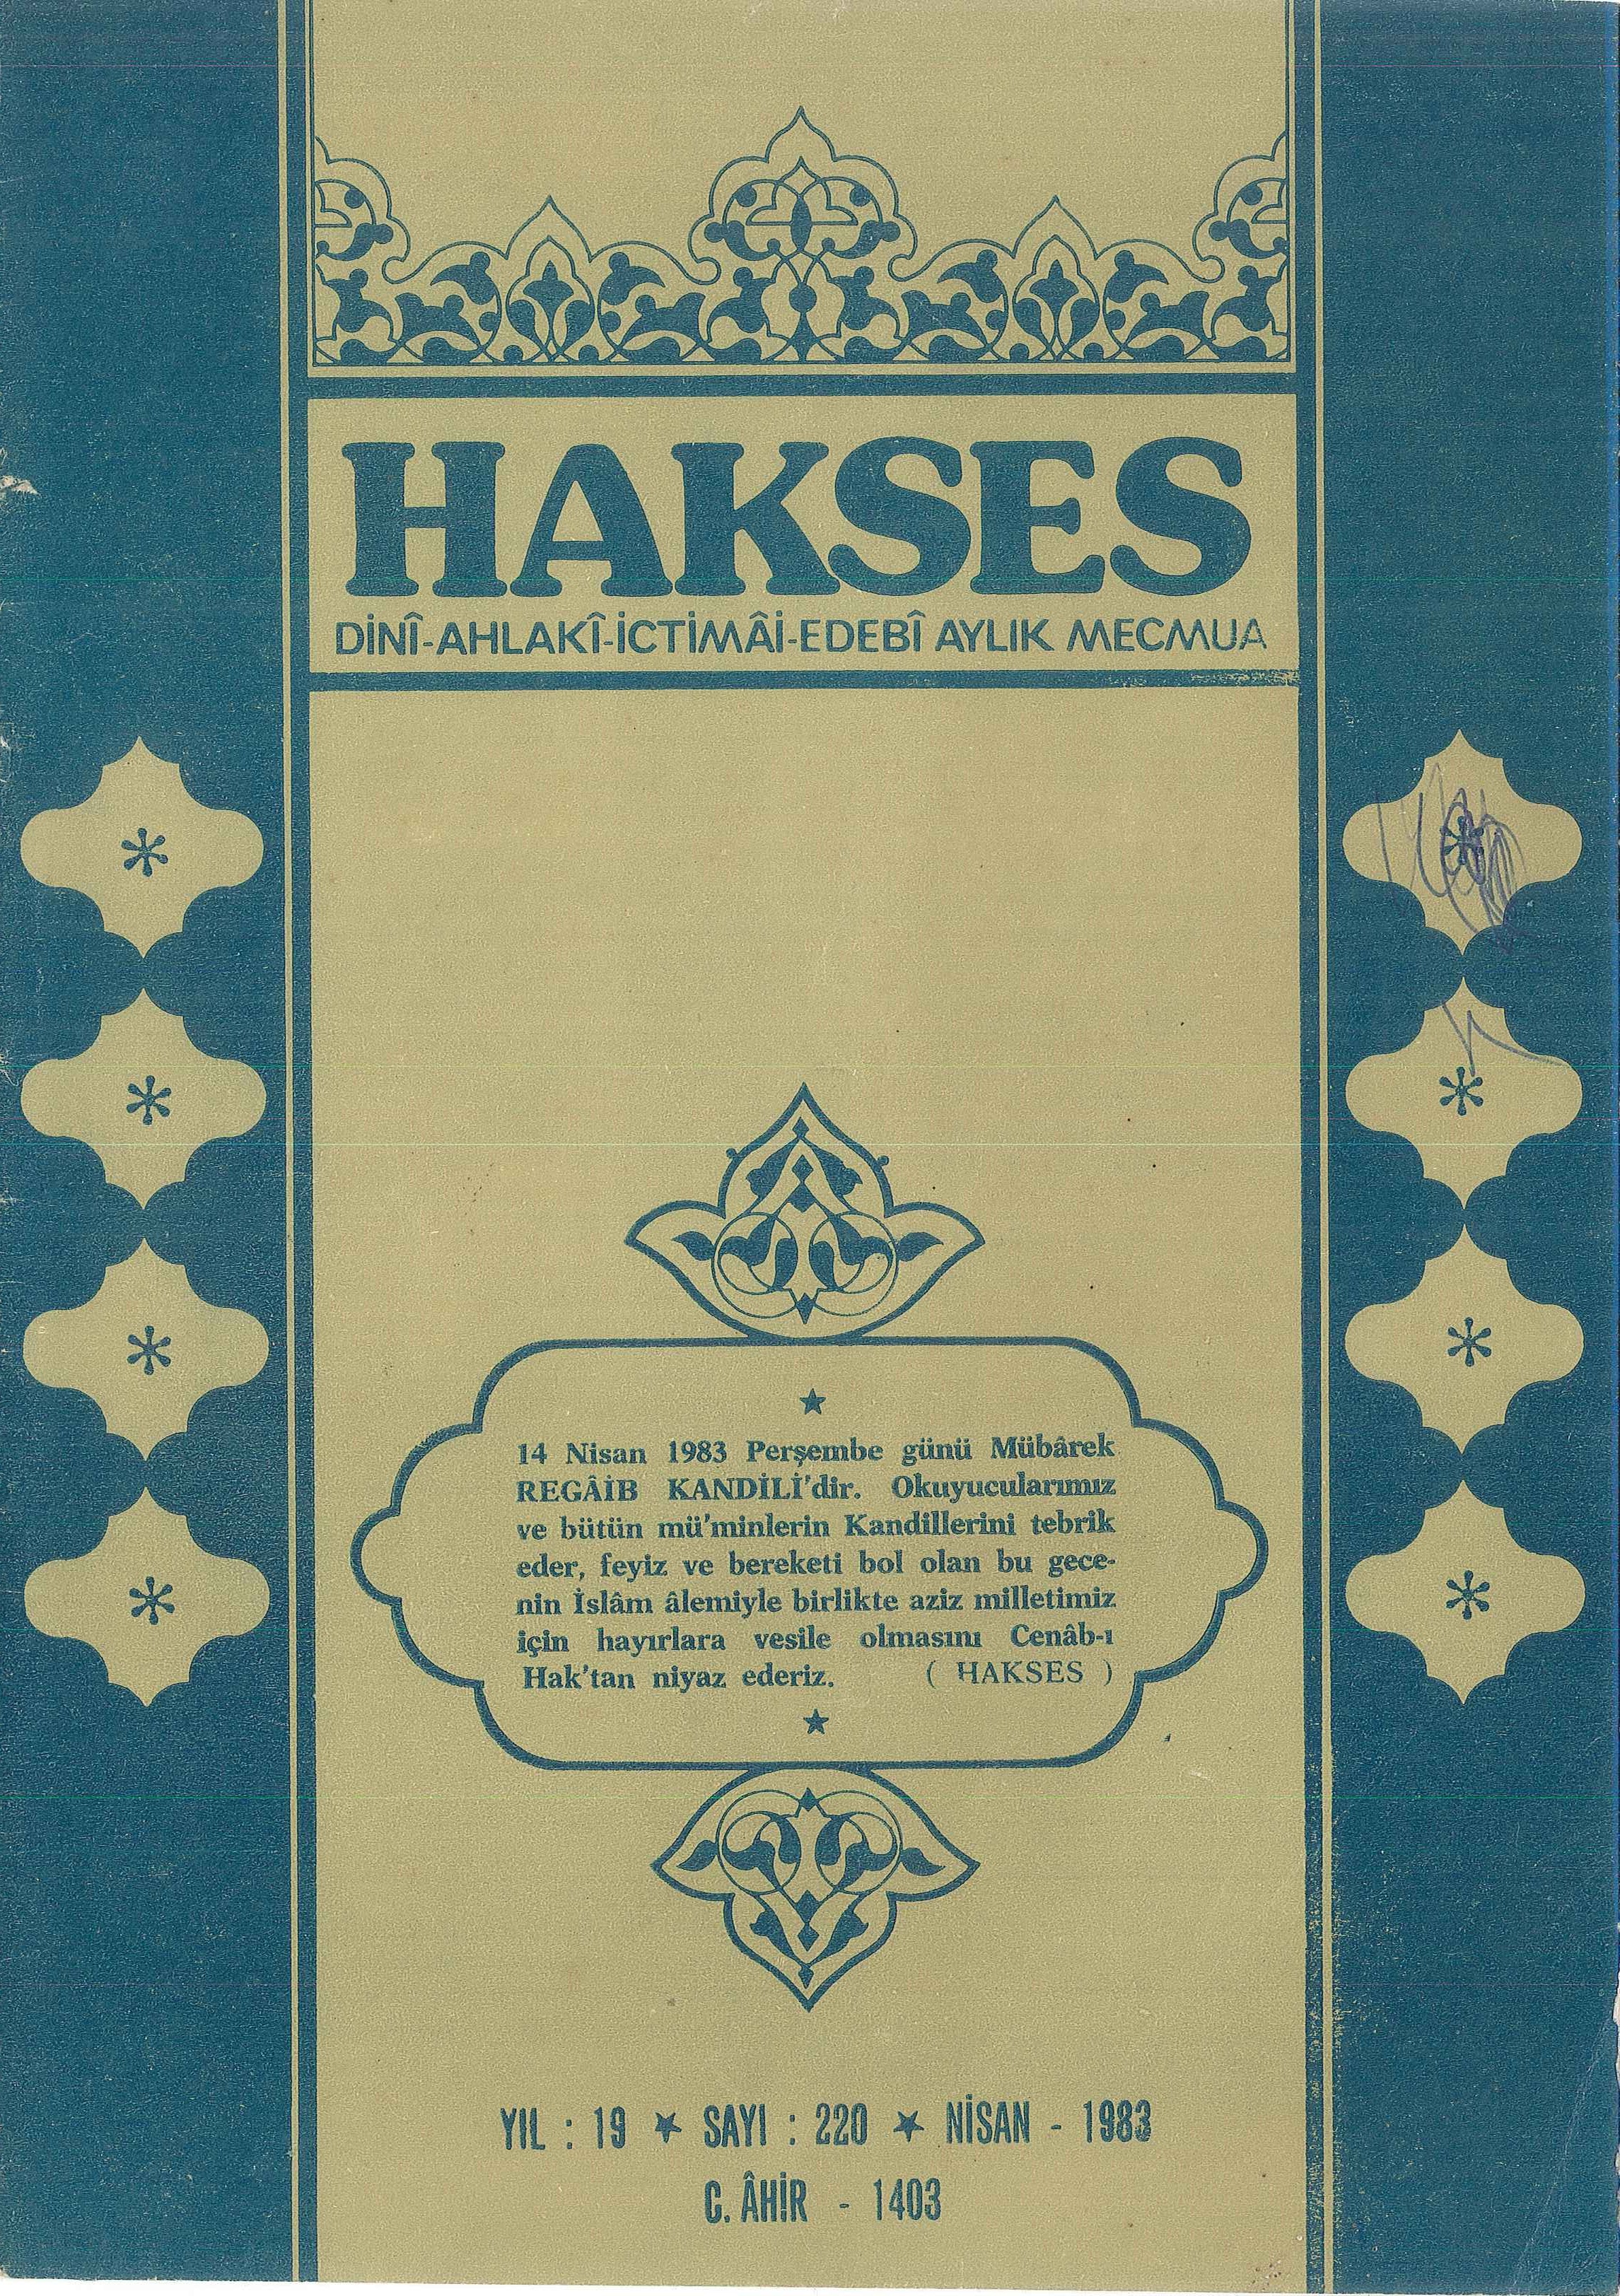 HAKSES
DİNÎ-AHLAKÎ-İCTİMÂİ-EDEBÎ AYLIK MECMUA
14 Nisan 1983 Perşembe günü Mübârek
REGÂİB KANDİLİ'dir. Okuyucularımız
ve bütün mü'minlerin Kandillerini tebrik
eder, feyiz ve bereketi bol olan bu gece-
nin İslâm âlemiyle birlikte aziz milletimiz
için hayırlara vesile olmasını Cenâb-ı
Hak'tan niyaz ederiz. ( HAKSES )
YIL : 19 ★ SAYI : 220 ★ NİSAN - 1983
C. ÂHİR - 1403